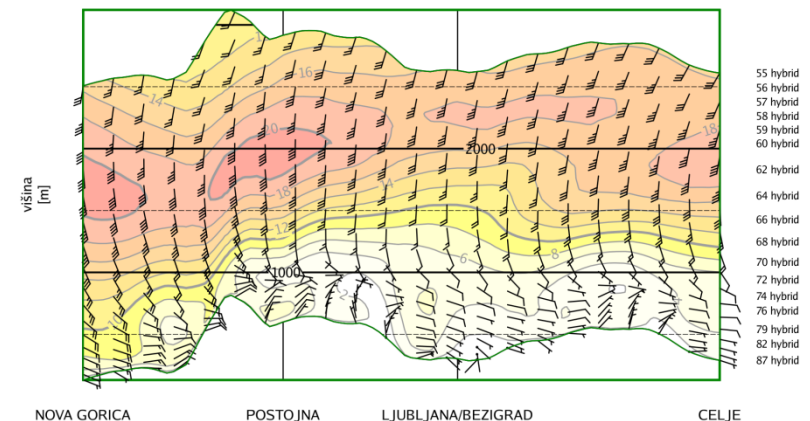 55 hybrid
56 hybrid
57 hybrid
58 hybrid
59 hybrid
60 hybrid
62 hybrid
64 hybrid
66 hybrid
68 hybrid
70 hybrid
72 hybrid
74 hybrid
76 hybrid
79 hybrid
82 hybrid
87 hybrid
višina
[m]
16
14
20
2000
18
18
14
12
8
6
1000
2
10
NOVA GORICA POSTOJNA LJUBLJANA/BEZIGRAD CELJE